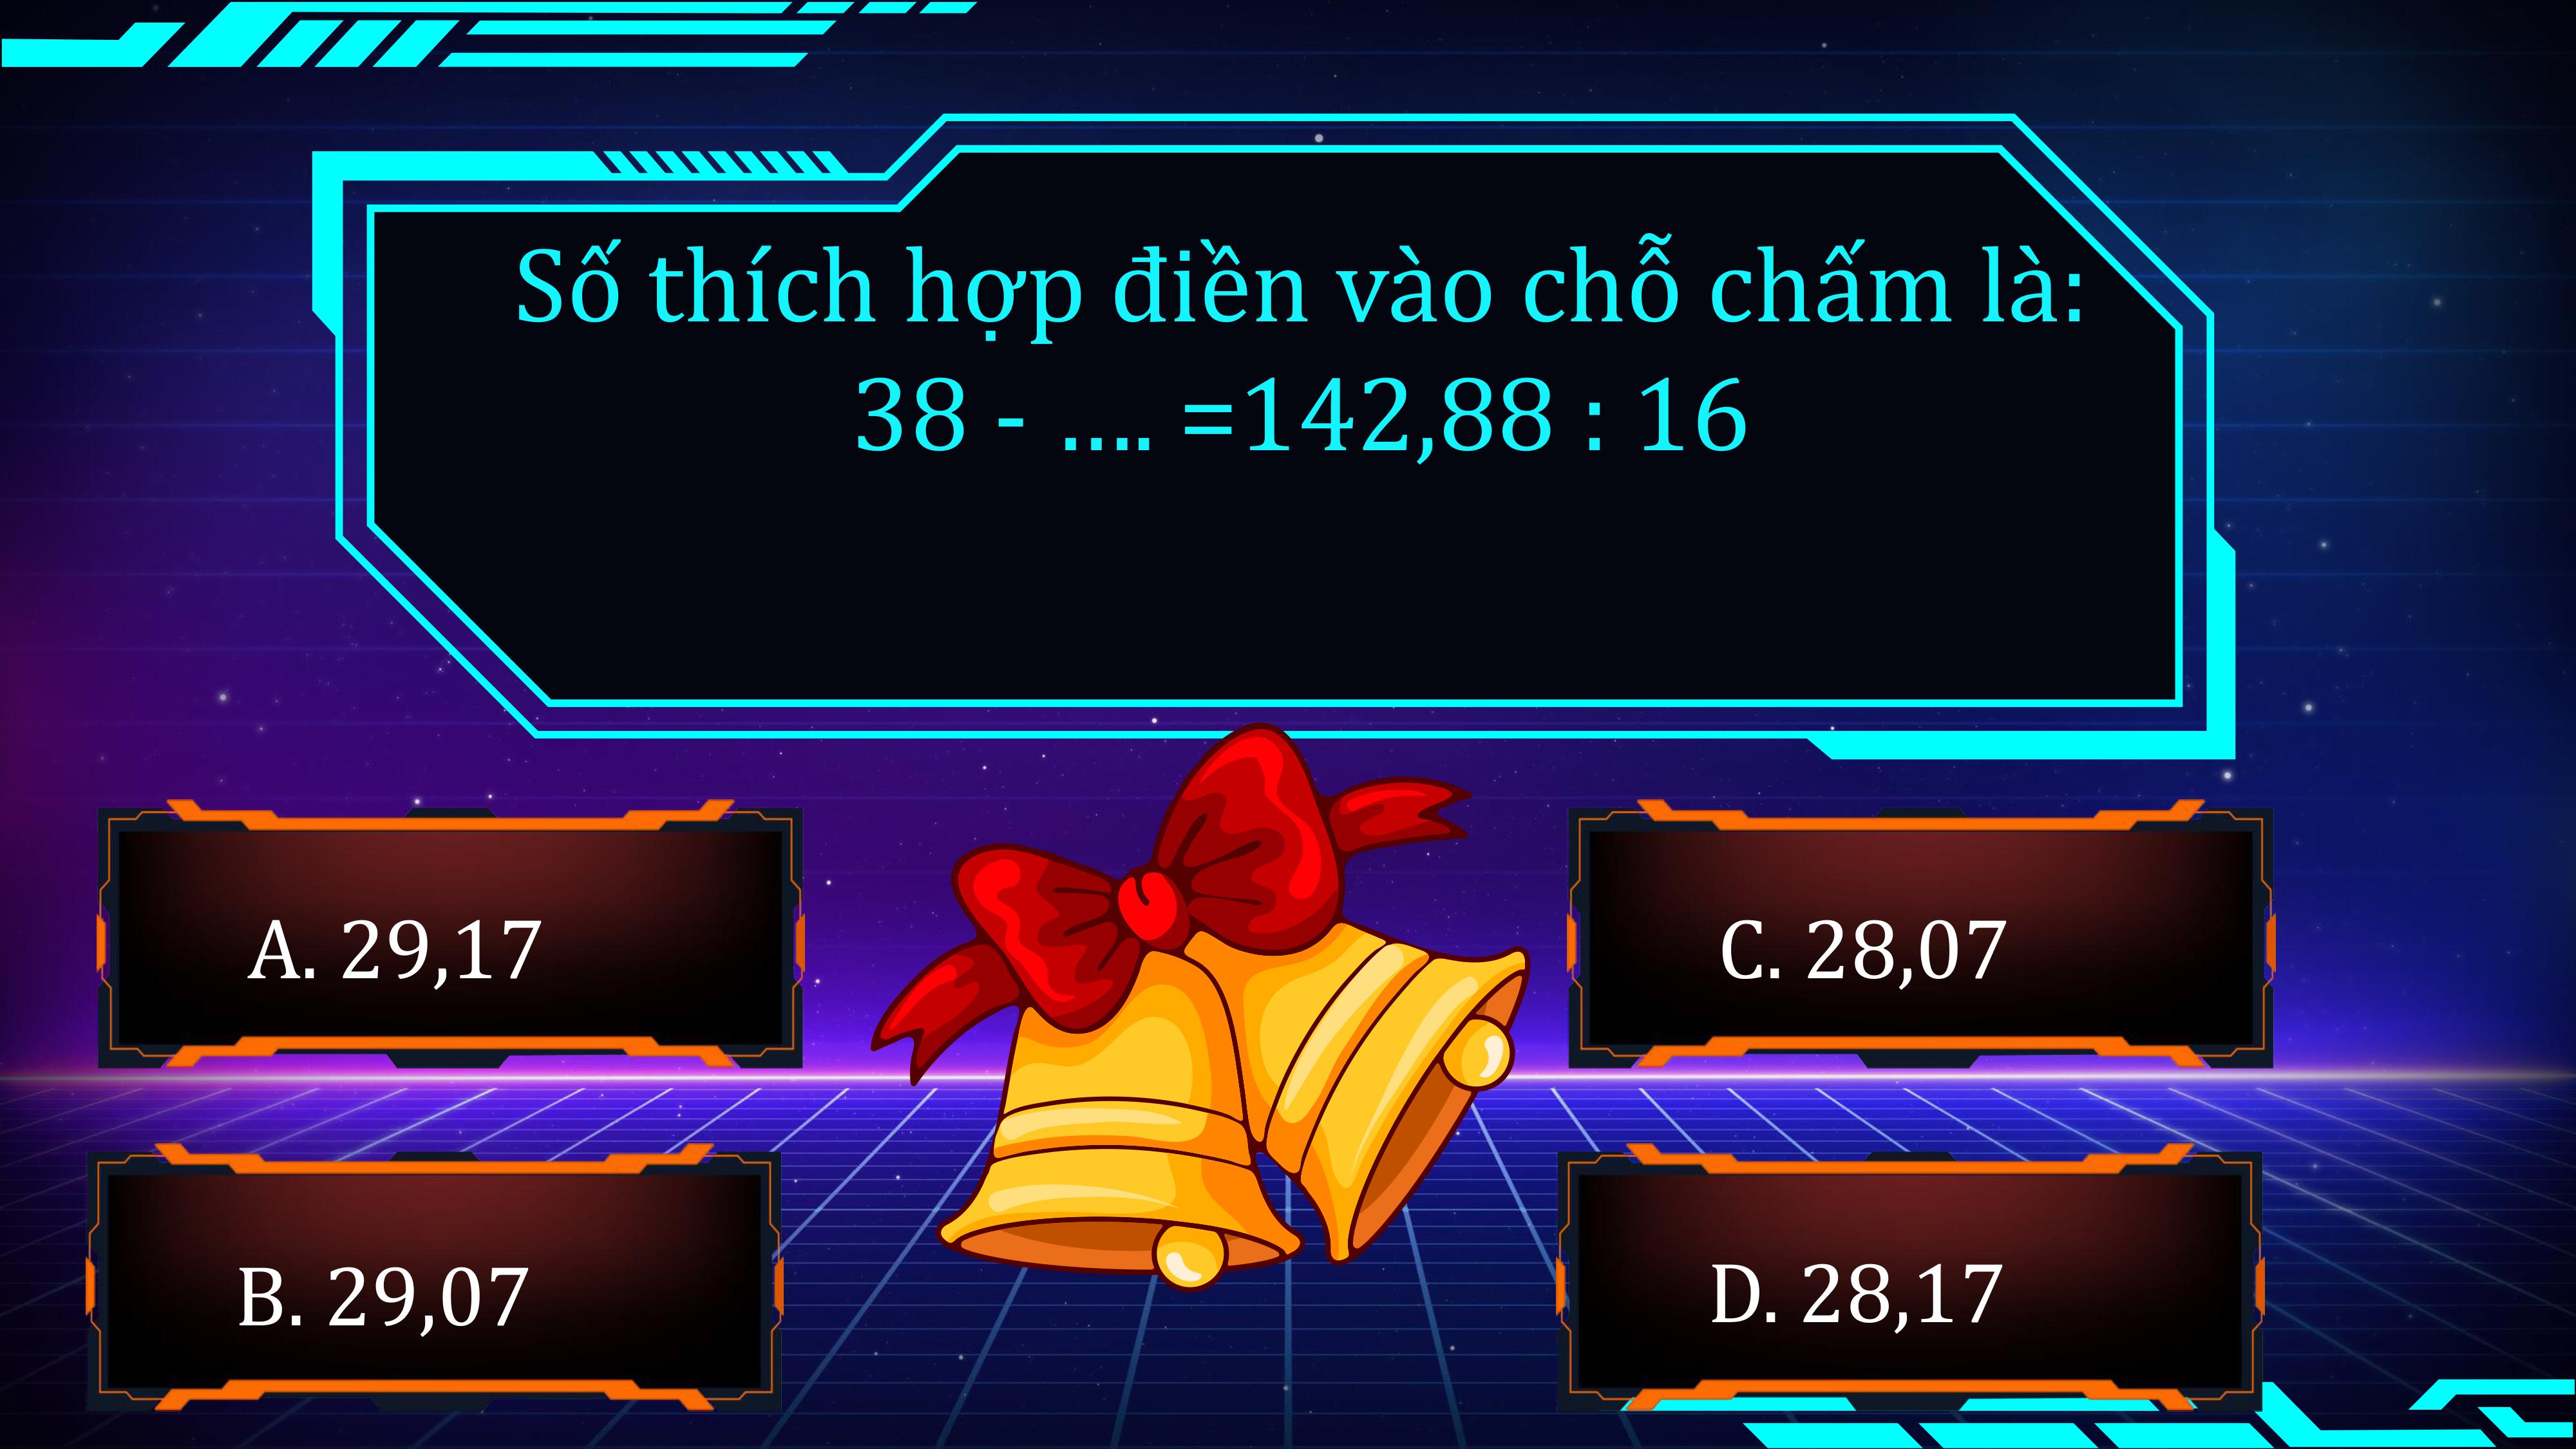 Số thích hợp điền vào chỗ chấm là:
38 - …. =142,88 : 16
A. 29,17
C. 28,07
B. 29,07
D. 28,17